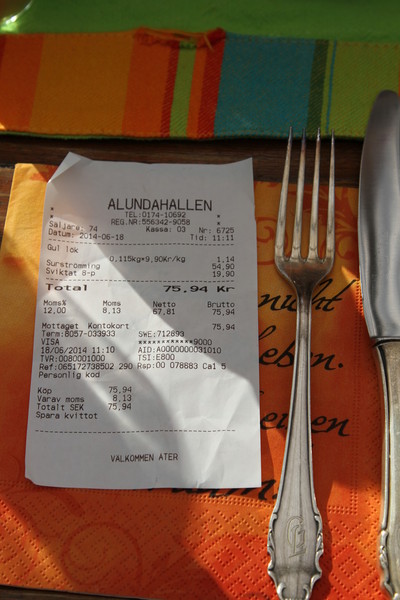 ALUNDAHALLEN
TEL:0174-10692
REG.NR:556342-9058
Säljare: 74 Kassa: 03 Nr: 6725
Datum: 2014-06-18 Tid: 11:11
Gul lök
0,115kg*9,90Kr/kg 1,14
Surströmming 54,90
Sviktat 8-p 19,90
Total 75,94 Kr
Moms% Moms Netto Brutto
12,00 8,13 67,81 75,94
Mottaget Kontokort 75,94
Term:8057-033933 SWE:712693
VISA ************9000
18/06/2014 11:10 AID:A0000000031010
TVR:0080001000 TSI:E800
Ref:065172738502 290 Rsp:00 078883 Ca1 5
Personlig kod
Köp 75,94
Varav moms 8,13
Totalt SEK 75,94
Spara kvittot
VALKOMMEN ÅTER
nicht
eben.